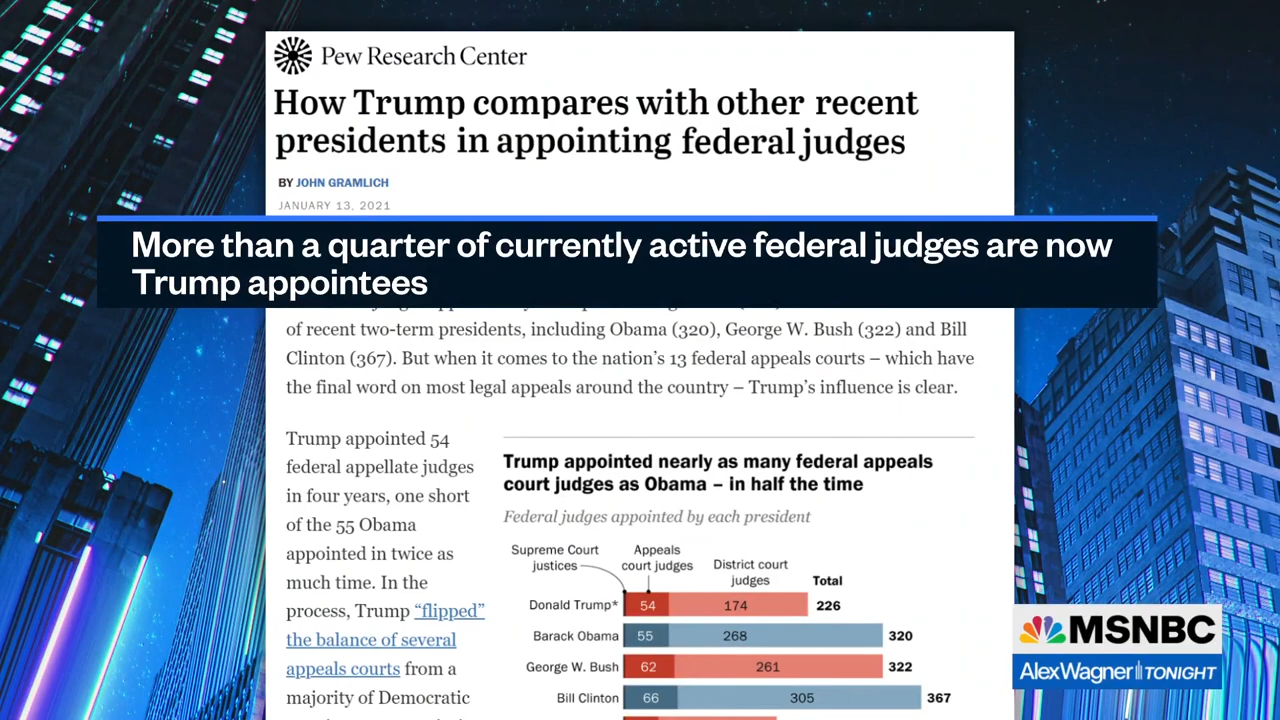 Pew Research Center
How Trump compares with other recent
presidents in appointing federal judges
BY JOHN GRAMLICH
JANUARY 13, 2021
More than a quarter of currently active federal judges are now
Trump appointees
of recent two-term presidents, including Obama (320), George W. Bush (322) and Bill
Clinton (367). But when it comes to the nation's 13 federal appeals courts – which have
the final word on most legal appeals around the country – Trump's influence is clear.
Trump appointed 54
federal appellate judges
in four years, one short
of the 55 Obama
appointed in twice as
much time. In the
process, Trump "flipped"
the balance of several
appeals courts from a
majority of Democratic
Trump appointed nearly as many federal appeals
court judges as Obama – in half the time
Federal judges appointed by each president
Supreme Court
justices
Appeals
court judges
District court
judges
Total
Donald Trump* 54 174 226
Barack Obama 55 268 320
George W. Bush 62 261 322
Bill Clinton 66 305 367
MSNBC
AlexWagner TONIGHT